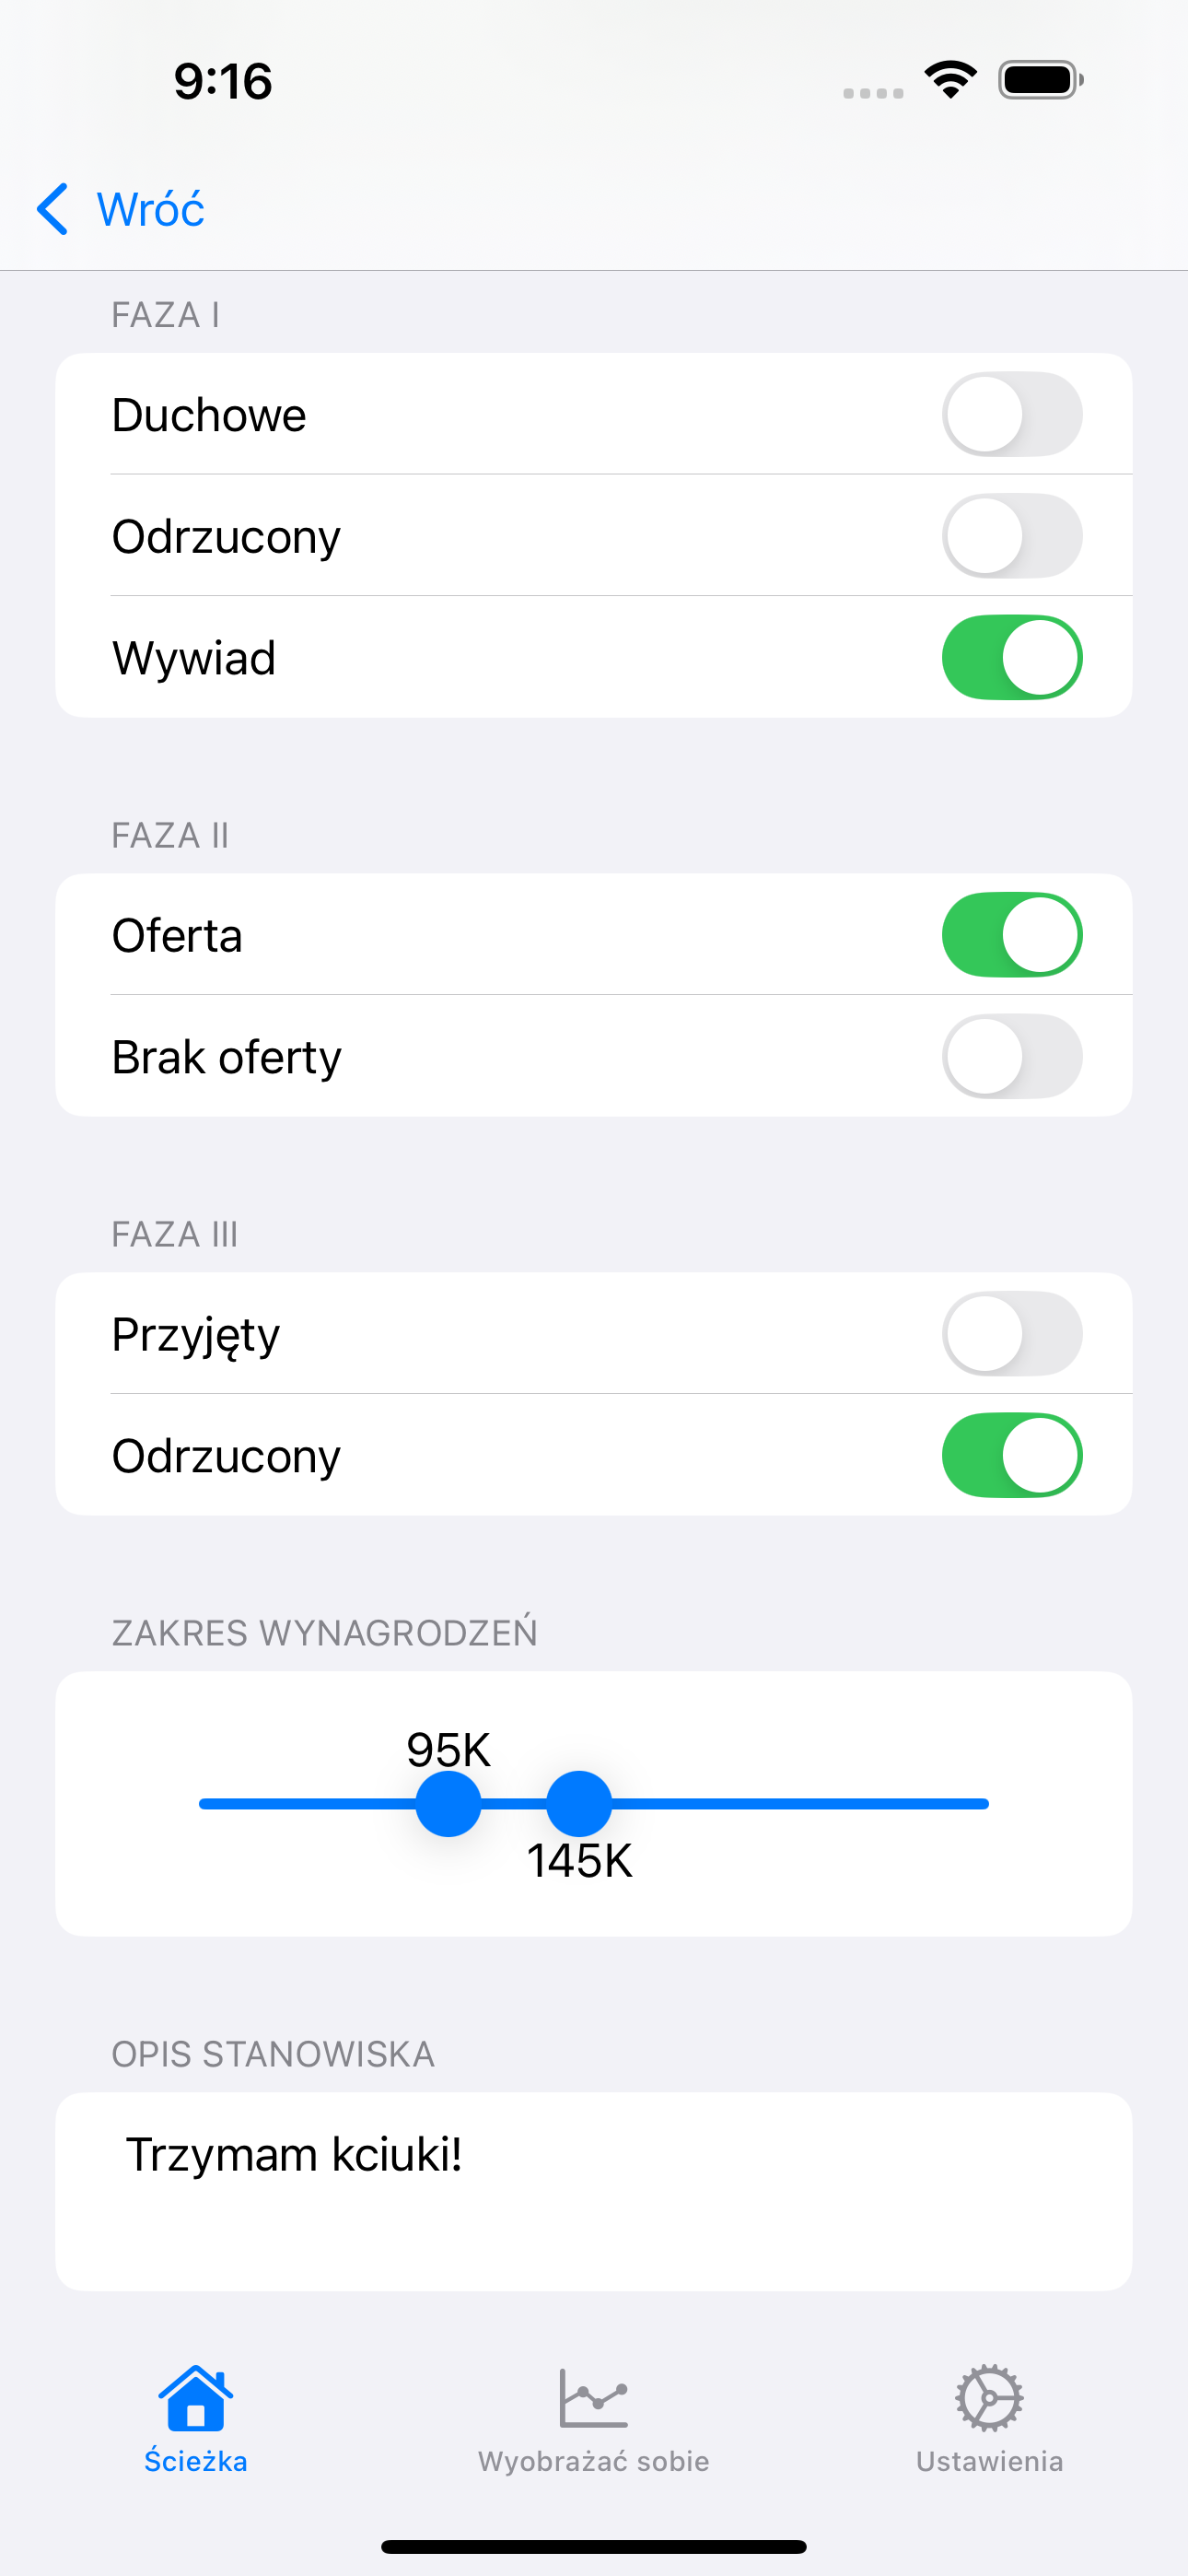 9:16
Wróć
FAZA I
Duchowe
Odrzucony
Wywiad
FAZA II
Oferta
Brak oferty
FAZA III
Przyjęty
Odrzucony
ZAKRES WYNAGRODZEŃ
95K
145K
OPIS STANOWISKA
Trzymam kciuki!
Ścieżka
Wyobrażać sobie
Ustawienia